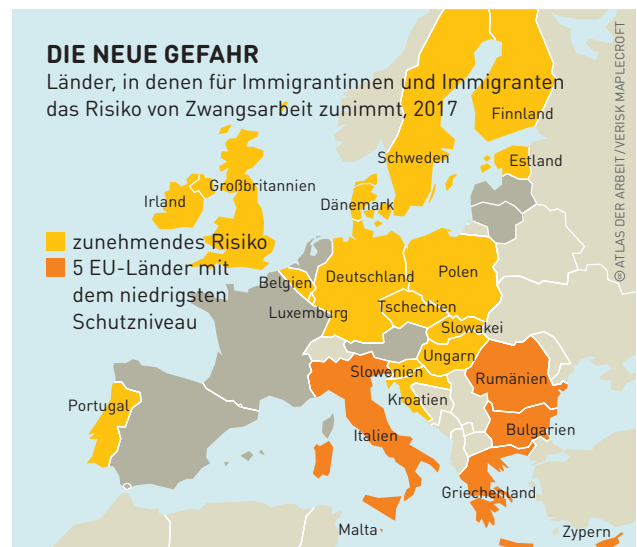 DIE NEUE GEFAHR
Länder, in denen für Immigrantinnen und Immigranten
das Risiko von Zwangsarbeit zunimmt, 2017
Finnland
Schweden
Estland
Großbritannien
Irland
Dänemark
zunehmendes Risiko
5 EU-Länder mit
dem niedrigsten
Schutzniveau
Belgien
Deutschland
Polen
Luxemburg
Tschechien
Slowakei
Ungarn
Slowenien
Rumänien
Kroatien
Portugal
Italien
Bulgarien
Griechenland
Malta
Zypern
ATLAS DER ARBEIT / VERISK MAPLECROFT